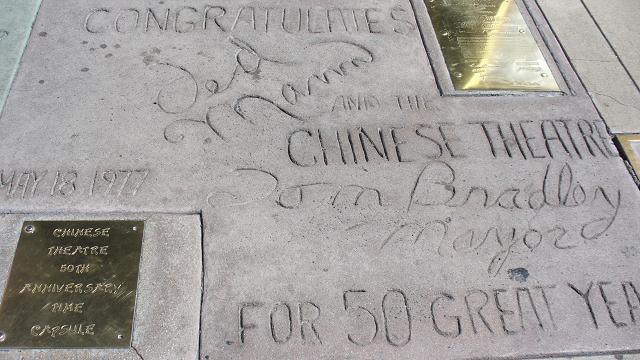 CONGRATULATES
Ted Mann
AND THE
CHINESE THEATRE
MAY 18 1977
Tom Bradley
Mayor
FOR 50 GREAT YEA
CHINESE
THEATRE
50TH
ANNIVERSARY
TIME
CAPSULE